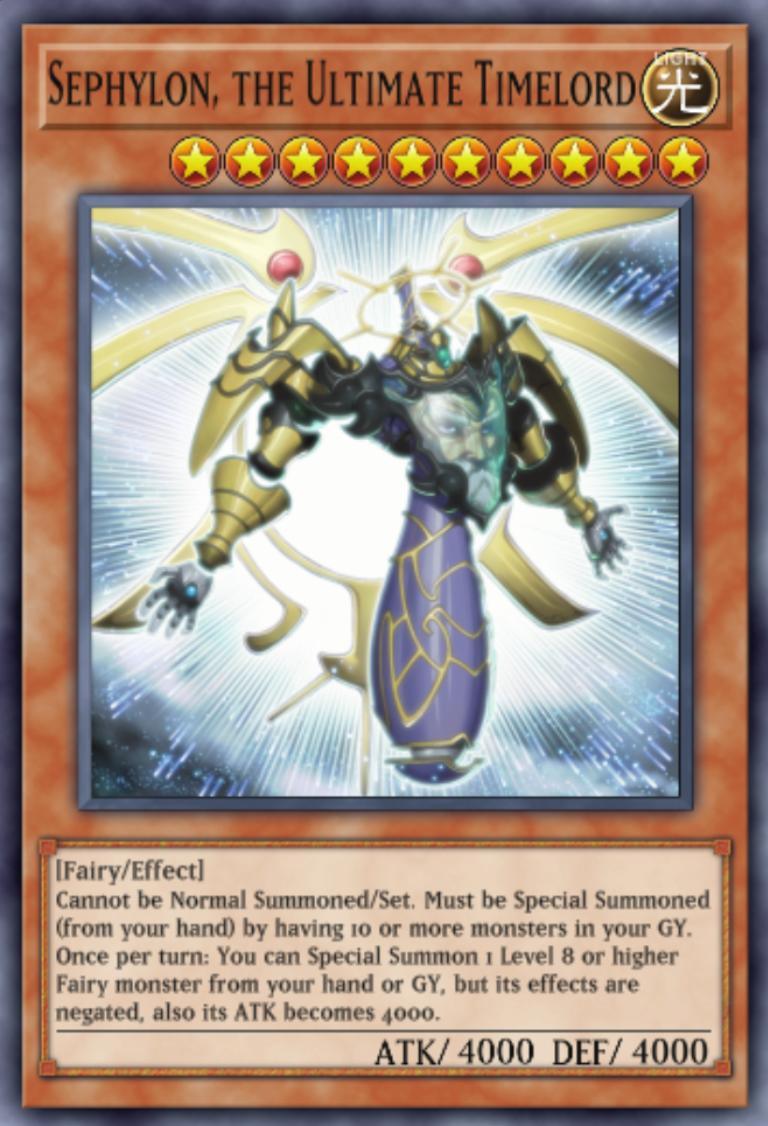 SEPHYLON, THE ULTIMATE TIMELORD
LIGHT
光
[Fairy/Effect]
Cannot be Normal Summoned/Set. Must be Special Summoned
(from your hand) by having 10 or more monsters in your GY.
Once per turn: You can Special Summon 1 Level 8 or higher
Fairy monster from your hand or GY, but its effects are
negated, also its ATK becomes 4000.
ATK/ 4000 DEF/ 4000